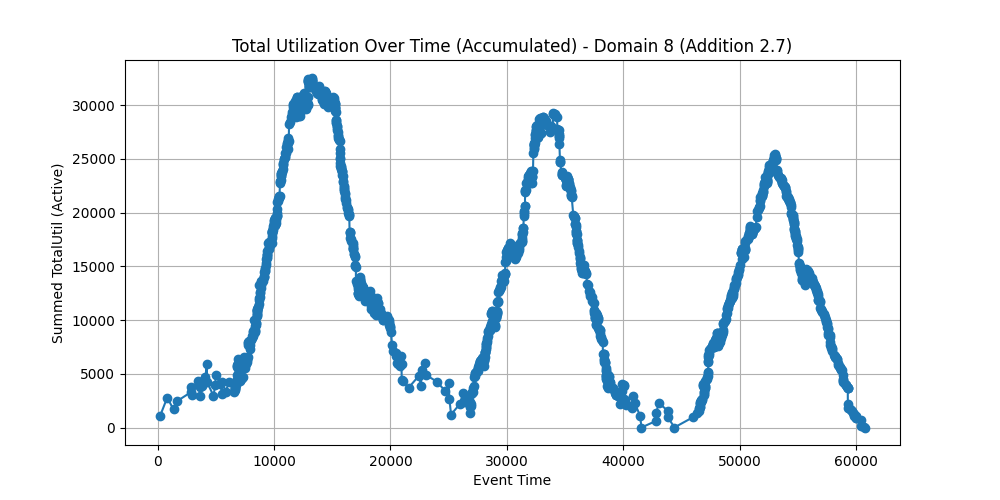 Total Utilization Over Time (Accumulated) - Domain 8 (Addition 2.7)
Summed TotalUtil (Active)
30000
25000
20000
15000
10000
5000
0
0 10000 20000 30000 40000 50000 60000
Event Time